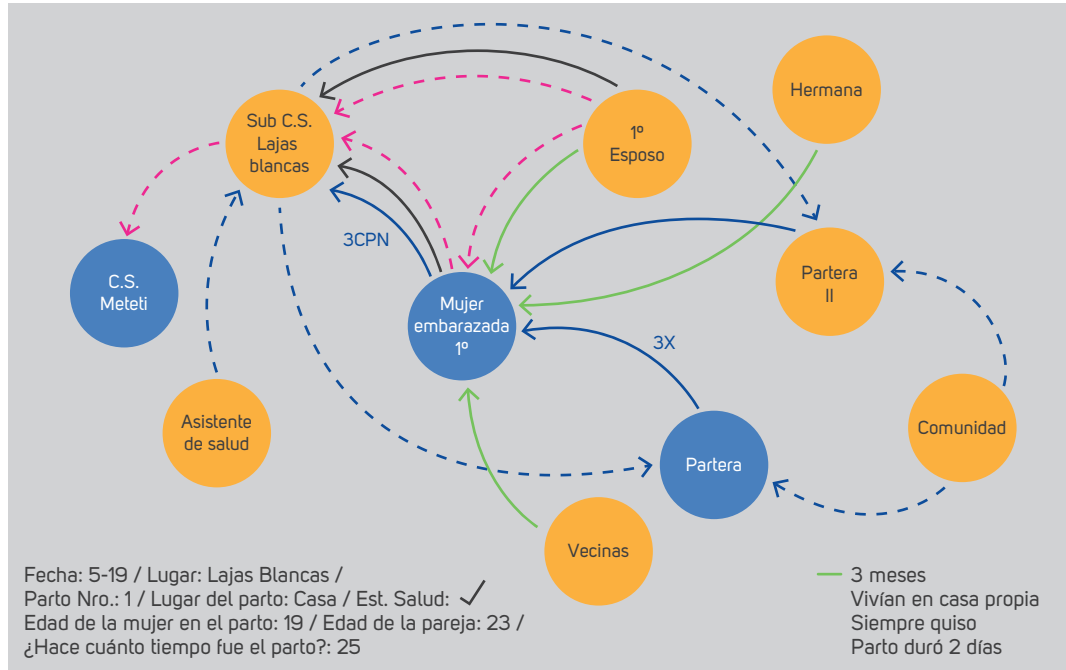 Hermana
Sub C.S.
Lajas
blancas
1º
Esposo
3CPN
C.S.
Meteti
Mujer
embarazada
1º
Partera
II
3X
Asistente
de salud
Comunidad
Partera
Vecinas
Fecha: 5-19 / Lugar: Lajas Blancas /
Parto Nro.: 1 / Lugar del parto: Casa / Est. Salud: ✓
Edad de la mujer en el parto: 19 / Edad de la pareja: 23 /
¿Hace cuánto tiempo fue el parto?: 25
3 meses
Vivían en casa propia
Siempre quiso
Parto duró 2 días